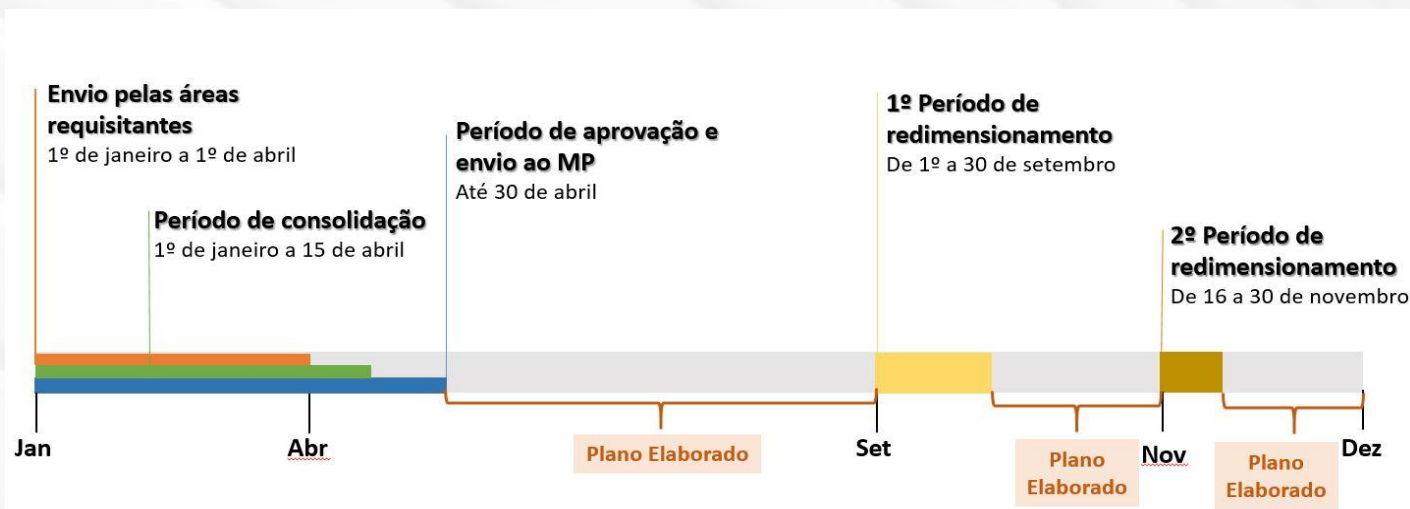 Envio pelas áreas
requisitantes
1º de janeiro a 1º de abril
Período de consolidação
1º de janeiro a 15 de abril
Período de aprovação e
envio ao MP
Até 30 de abril
1º Período de
redimensionamento
De 1º a 30 de setembro
2º Período de
redimensionamento
De 16 a 30 de novembro
Jan
Abr
Plano Elaborado
Set
Plano
Elaborado
Nov
Plano
Elaborado
Dez